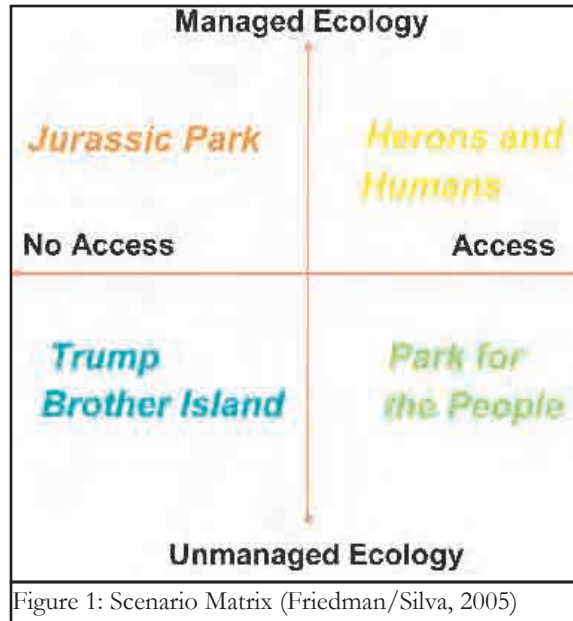 Managed Ecology
Jurassic Park
Herons and
Humans
No Access
Access
Trump
Brother Island
Park for
the People
Unmanaged Ecology
Figure 1: Scenario Matrix (Friedman/Silva, 2005)